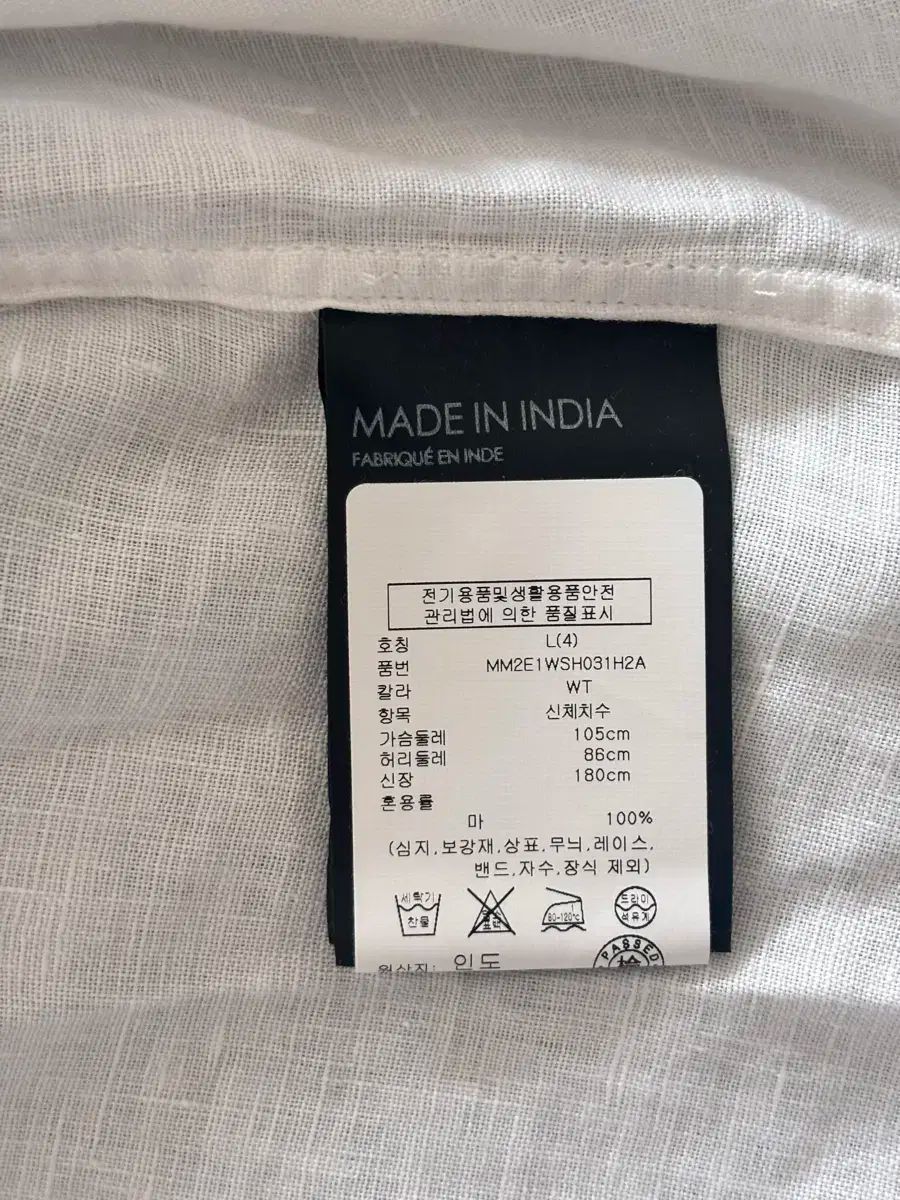 MADE IN INDIA
FABRIQUÉ EN INDE
전기용품및생활용품안전
관리법에 의한 품질표시
호칭 L(4)
품번 MM2E1WSH031H2A
칼라 WT
항목 신체치수
가슴둘레 105cm
허리둘레 86cm
신장 180cm
혼용률
마 100%
(심지,보강재,상표,무늬,레이스,
밴드,자수,장식 제외)
세탁기 찬물
80-120℃
드라이 석유계
원산지: 인도
PASSED